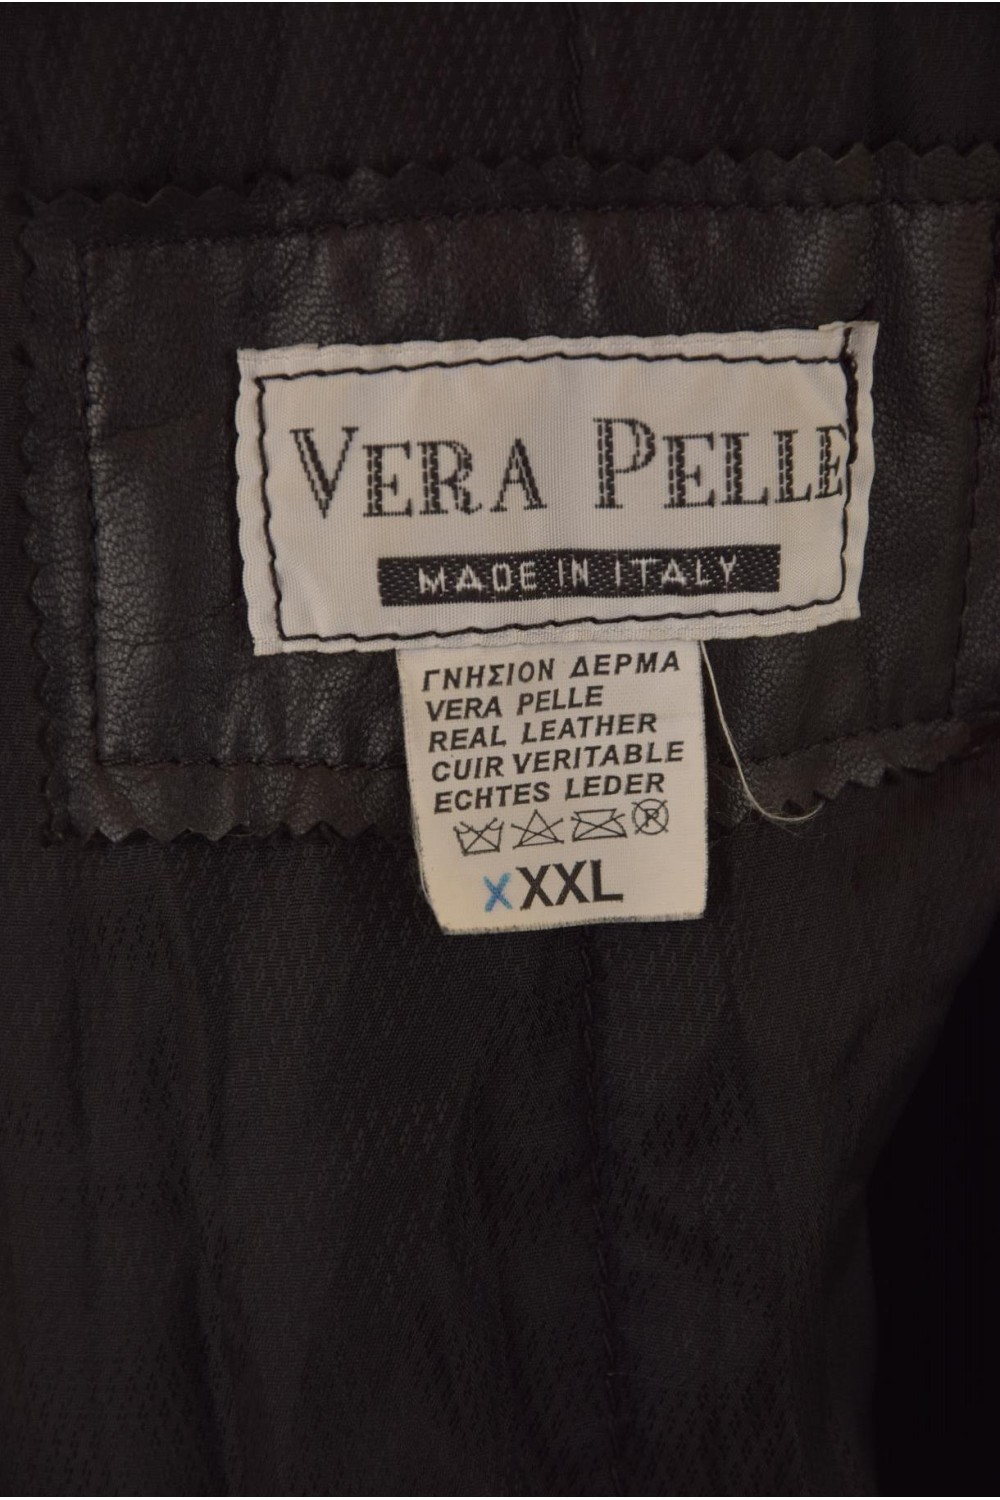 VERA PELLE
MADE IN ITALY
ΓΝΗΣΙΟΝ ΔΕΡΜΑ
VERA PELLE
REAL LEATHER
CUIR VERITABLE
ECHTES LEDER
P
XXXL